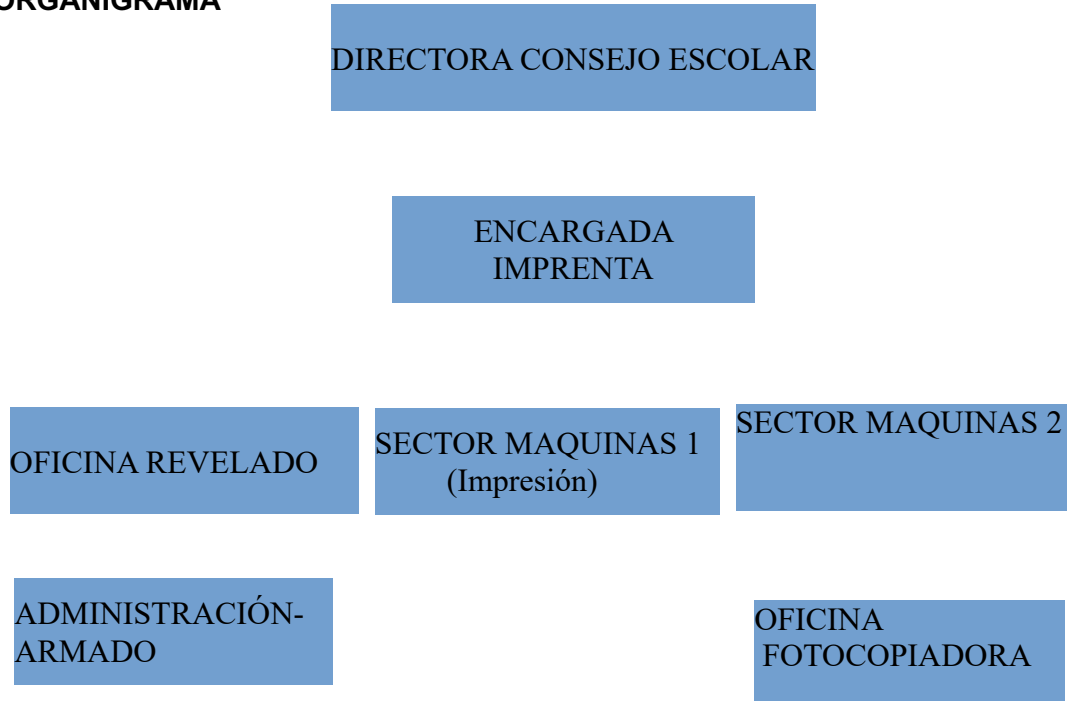 ORGANIGRAMA
DIRECTORA CONSEJO ESCOLAR
ENCARGADA
IMPRENTA
OFICINA REVELADO
SECTOR MAQUINAS 1
(Impresión)
SECTOR MAQUINAS 2
ADMINISTRACIÓN-
ARMADO
OFICINA
FOTOCOPIADORA